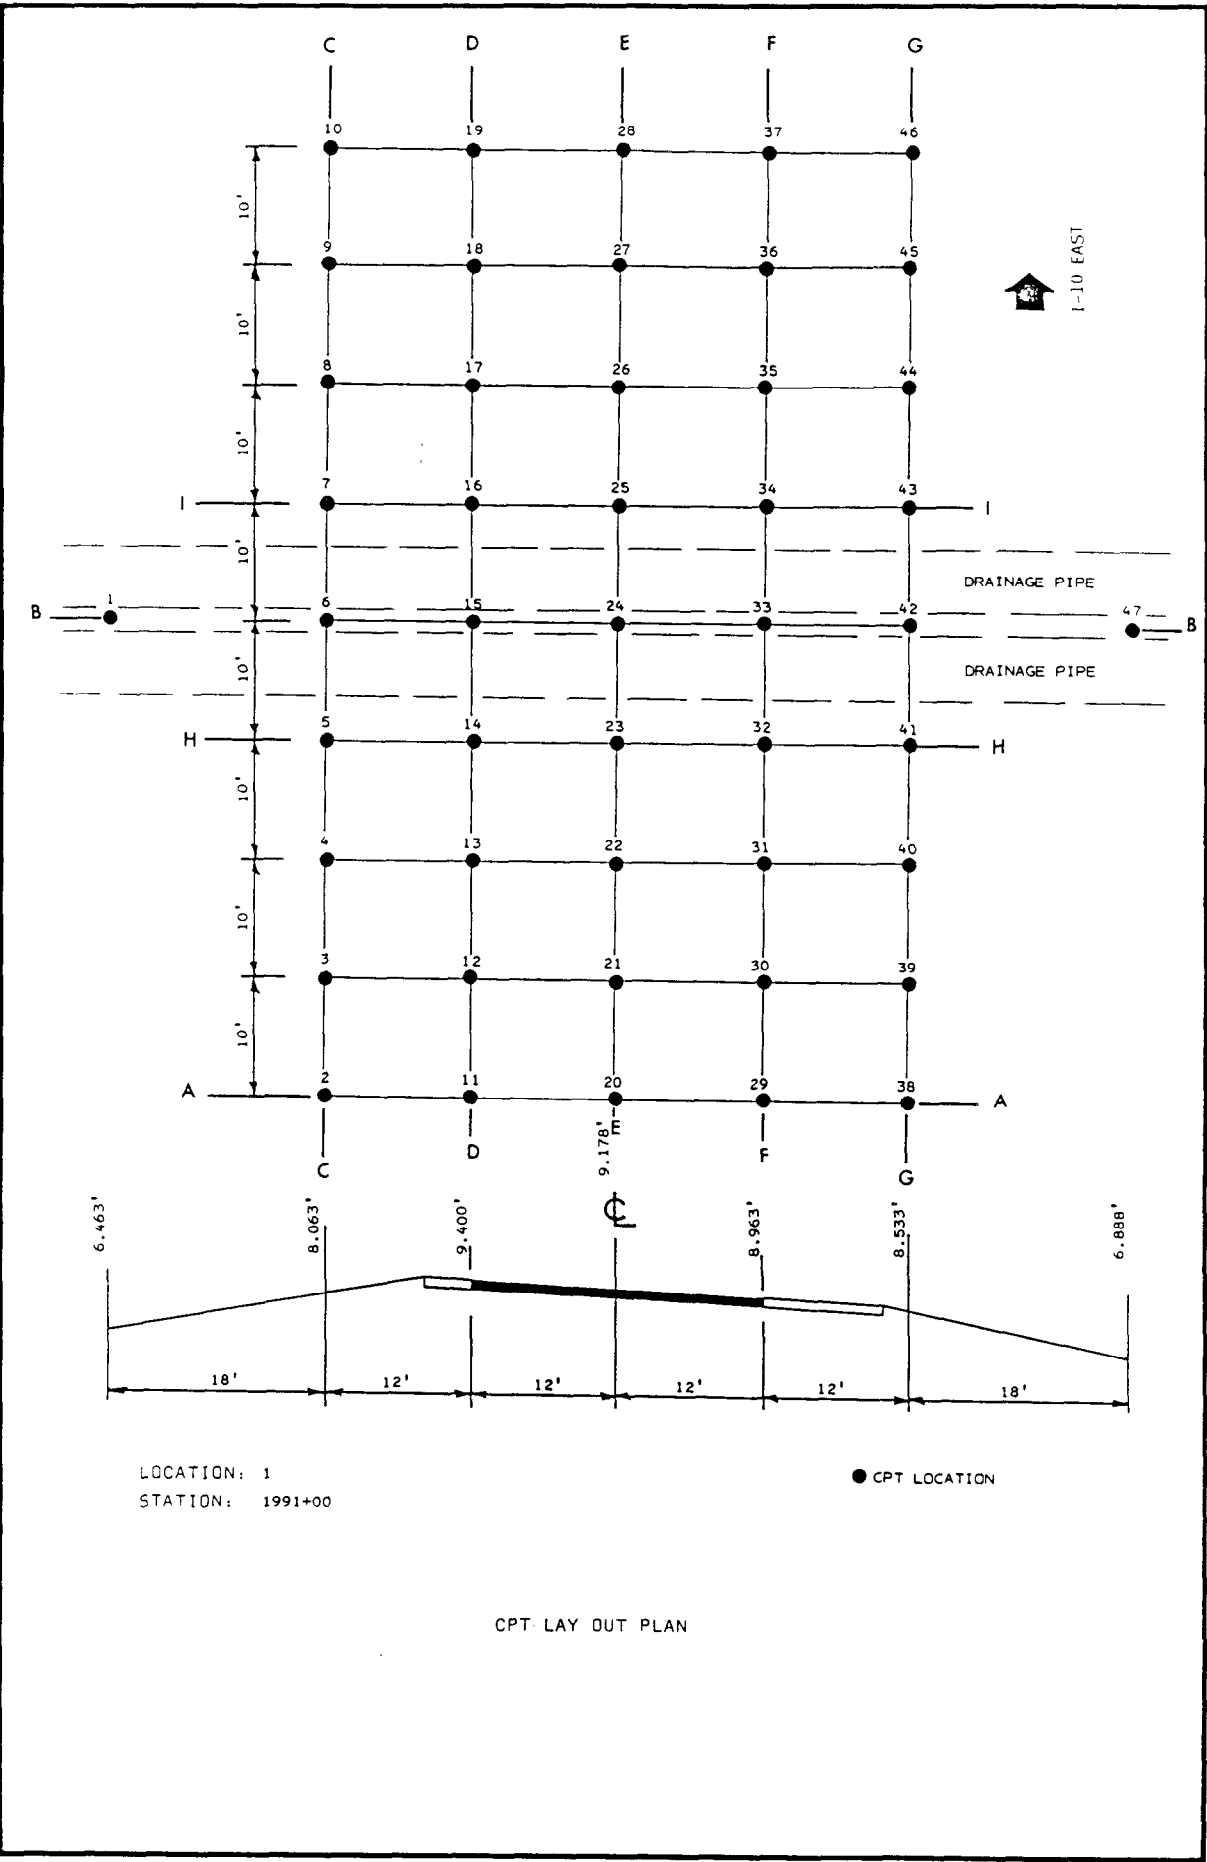 C D E F G
10 19 28 37 46
10'
9 18 27 36 45
I-10 EAST
10'
8 17 26 35 44
10'
7 16 25 34 43
I I
10'
DRAINAGE PIPE
B 1 6 15 24 33 42 47 B
10'
DRAINAGE PIPE
5 14 23 32 41
H H
10'
4 13 22 31 40
10'
3 12 21 30 39
10'
2 11 20 29 38
A A
C D E F G
6.463' 8.063' 9.400' 9.178' 8.963' 8.533' 6.888'
℄
18' 12' 12' 12' 12' 18'
LOCATION: 1
STATION: 1991+00
CPT LOCATION
CPT LAY OUT PLAN